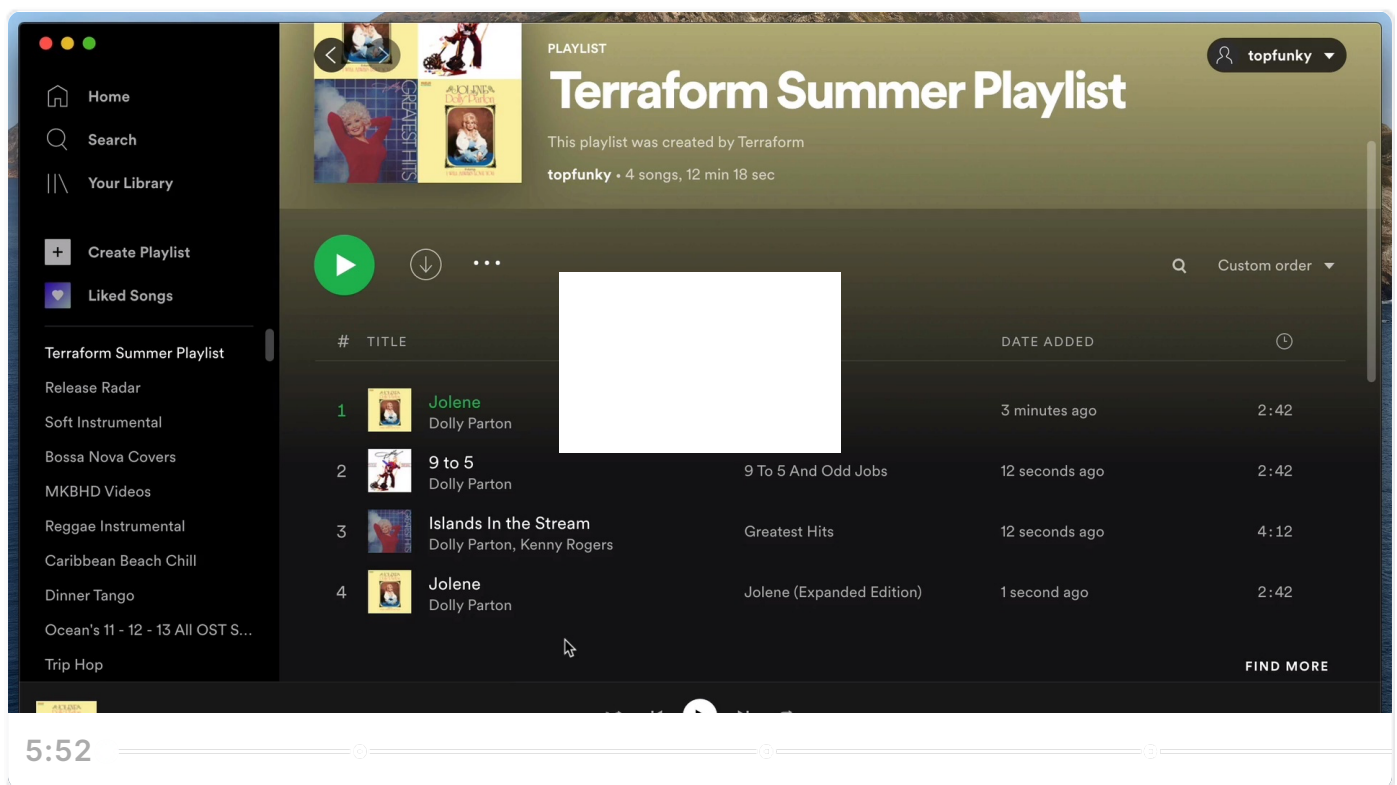 PLAYLIST
topfunky
Terraform Summer Playlist
This playlist was created by Terraform
topfunky • 4 songs, 12 min 18 sec
Home
Search
Your Library
Create Playlist
Liked Songs
Terraform Summer Playlist
Release Radar
Soft Instrumental
Bossa Nova Covers
MKBHD Videos
Reggae Instrumental
Caribbean Beach Chill
Dinner Tango
Ocean's 11 - 12 - 13 All OST S...
Trip Hop
GREATEST HITS
JOLENE
Dolly Parton
Custom order
# TITLE DATE ADDED
1 Jolene 3 minutes ago 2:42
Dolly Parton
2 9 to 5 9 To 5 And Odd Jobs 12 seconds ago 2:42
Dolly Parton
3 Islands In the Stream Greatest Hits 12 seconds ago 4:12
Dolly Parton, Kenny Rogers
4 Jolene Jolene (Expanded Edition) 1 second ago 2:42
Dolly Parton
FIND MORE
5:52